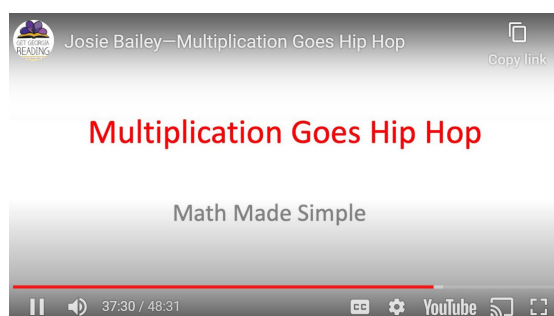 GET GEORGIA
READING
Josie Bailey—Multiplication Goes Hip Hop
Copy link
Multiplication Goes Hip Hop
Math Made Simple
37:30 / 48:31
CC
YouTube